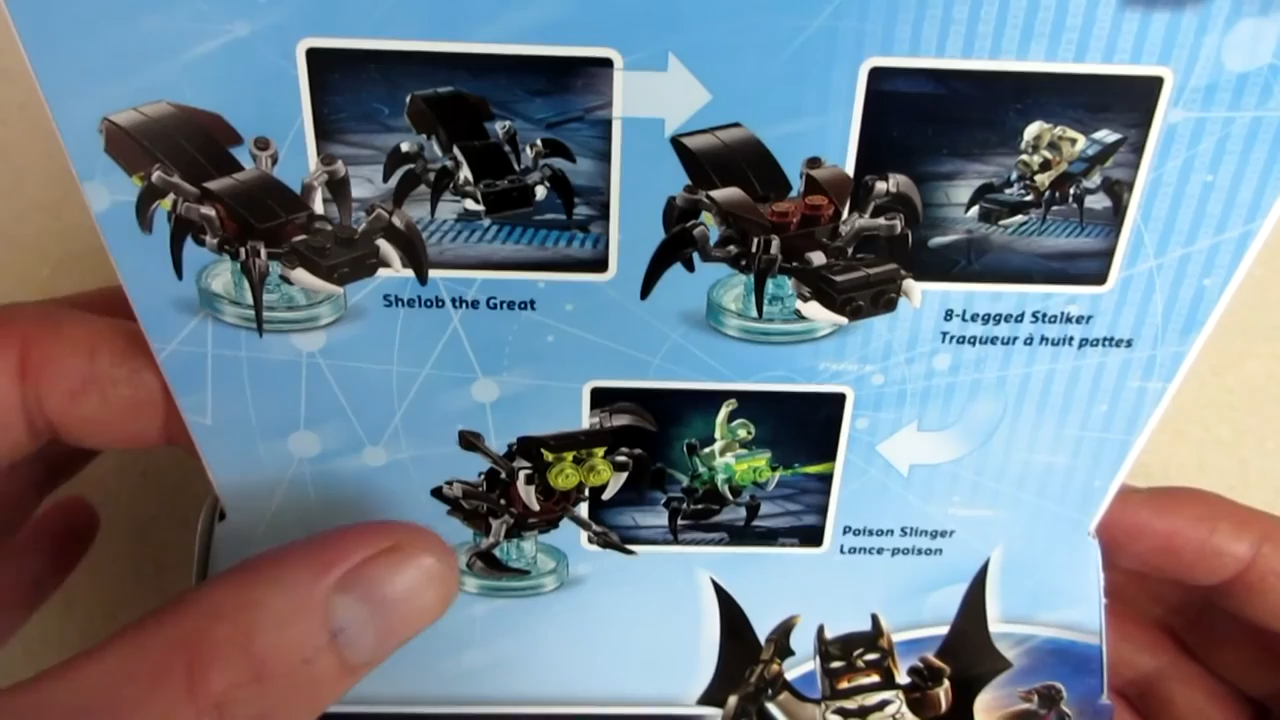 Shelob the Great
8-Legged Stalker
Traqueur à huit pattes
Poison Slinger
Lance-poison